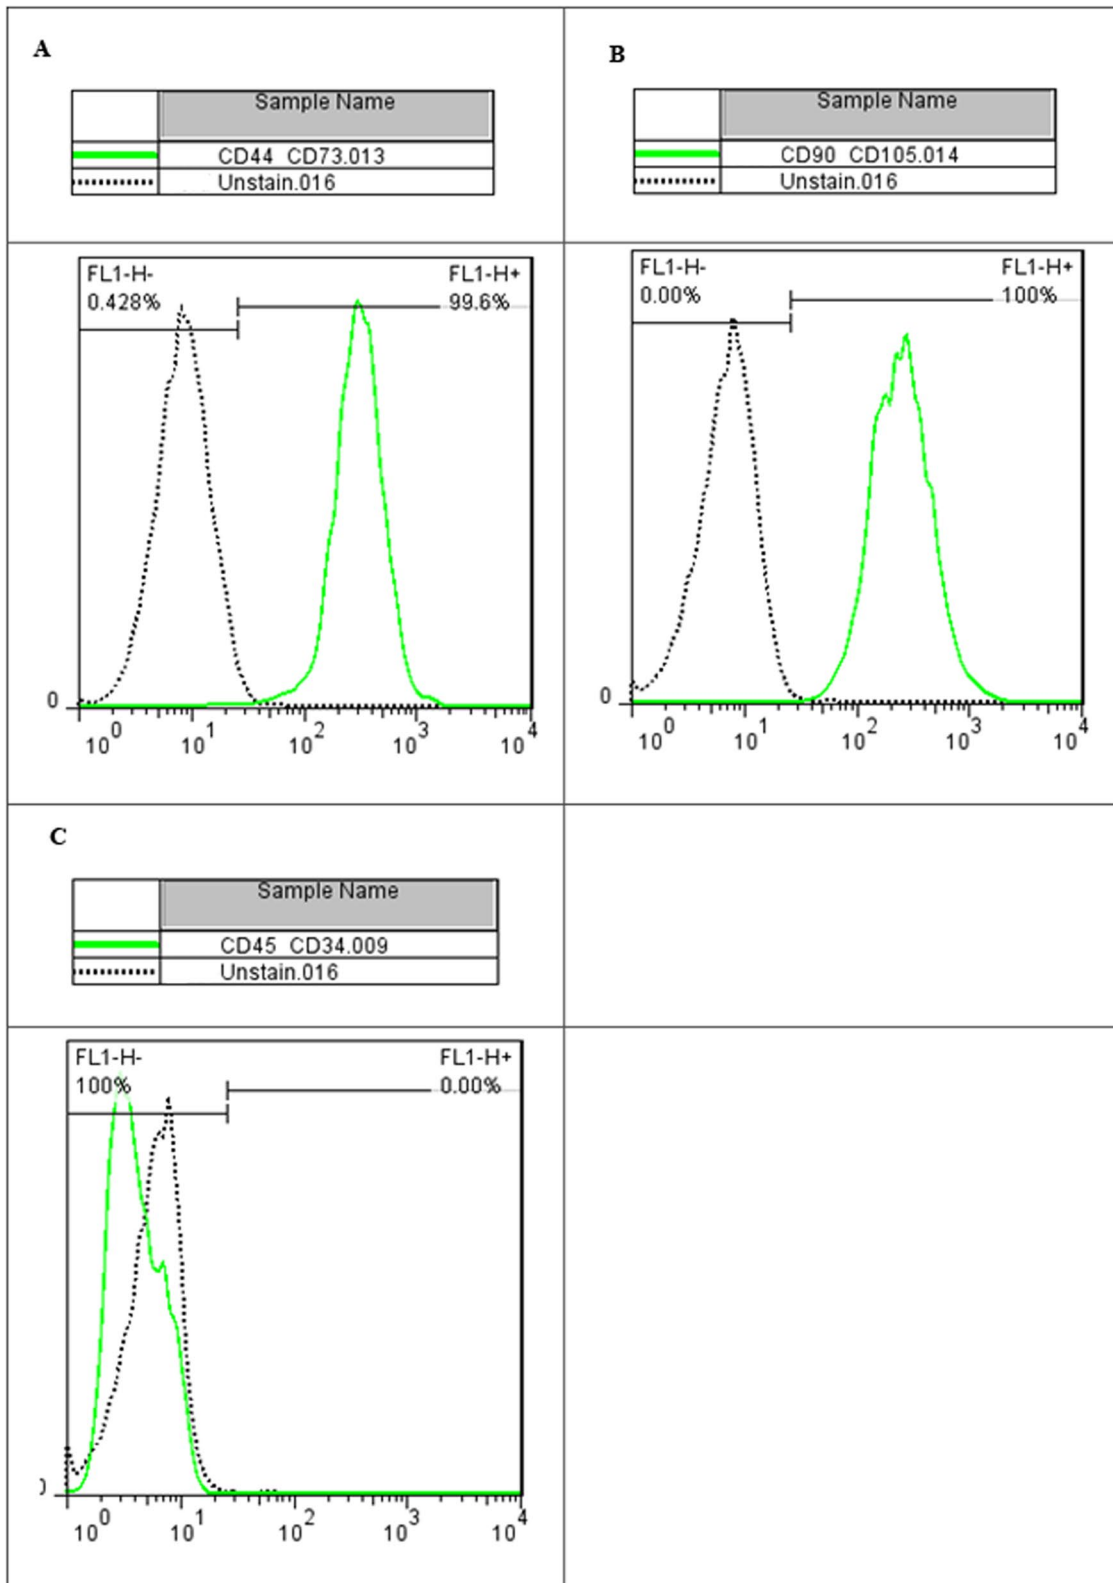 A
Sample Name
CD44 CD73.013
Unstain.016
B
Sample Name
CD90 CD105.014
Unstain.016
FL1-H- FL1-H+
0.428% 99.6%
0
10^0 10^1 10^2 10^3 10^4
FL1-H- FL1-H+
0.00% 100%
0
10^0 10^1 10^2 10^3 10^4
C
Sample Name
CD45 CD34.009
Unstain.016
FL1-H- FL1-H+
100% 0.00%
10^0 10^1 10^2 10^3 10^4